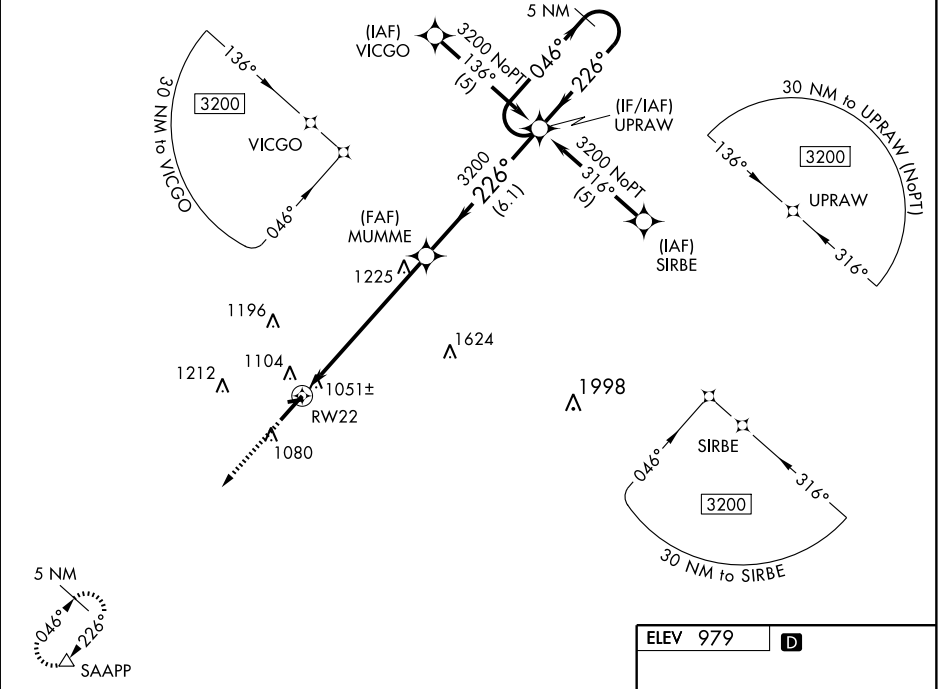 5 NM
(IAF)
VICGO
3200 NoPT
136°
(5)
046°
226°
(IF/IAF)
UPRAW
136°
3200
30 NM to VICGO
VICGO
046°
30 NM to UPRAW (NoPT)
136°
3200
UPRAW
316°
3200 NoPT
316°
(5)
(IAF)
SIRBE
3200
226°
(6.1)
(FAF)
MUMME
1225
1196
1624
1104
1212
1051±
RW22
1998
1080
SIRBE
046°
316°
3200
30 NM to SIRBE
5 NM
046°
226°
SAAPP
ELEV 979 D